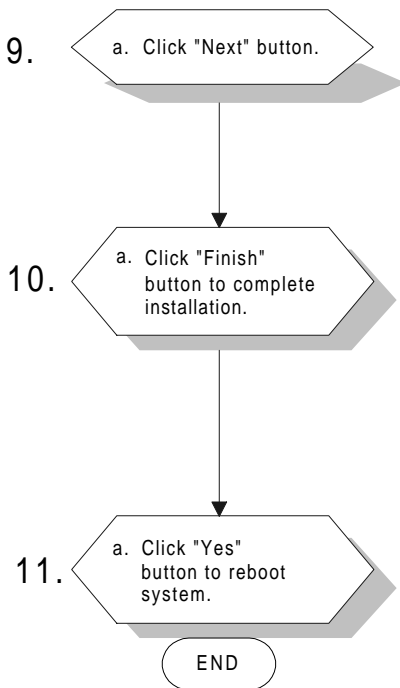 9.
a. Click "Next" button.
10.
a. Click "Finish"
button to complete
installation.
11.
a. Click "Yes"
button to reboot
system.
END